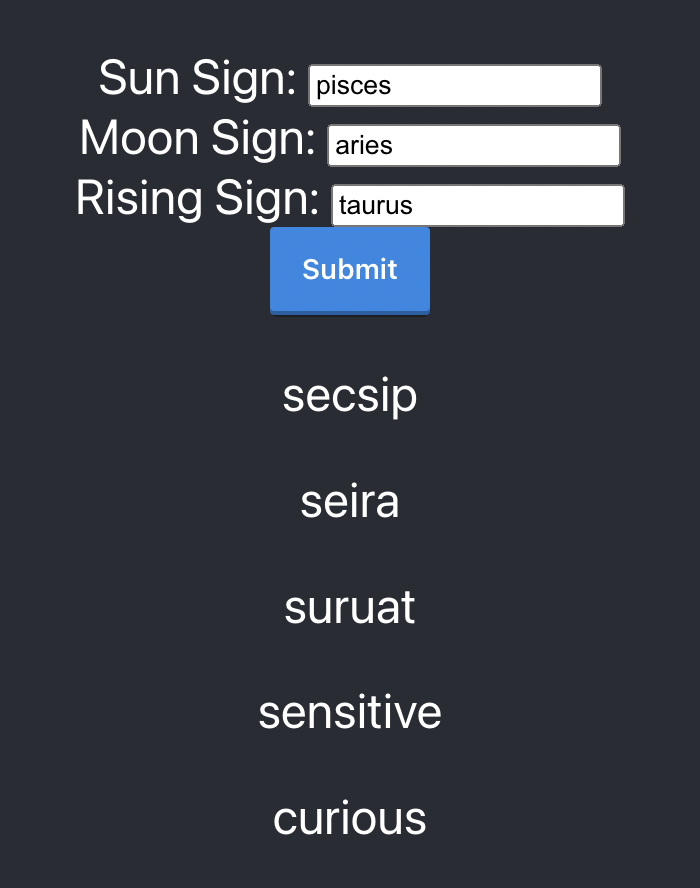 Sun Sign: pisces
Moon Sign: aries
Rising Sign: taurus
Submit
secsip
seira
suruat
sensitive
curious